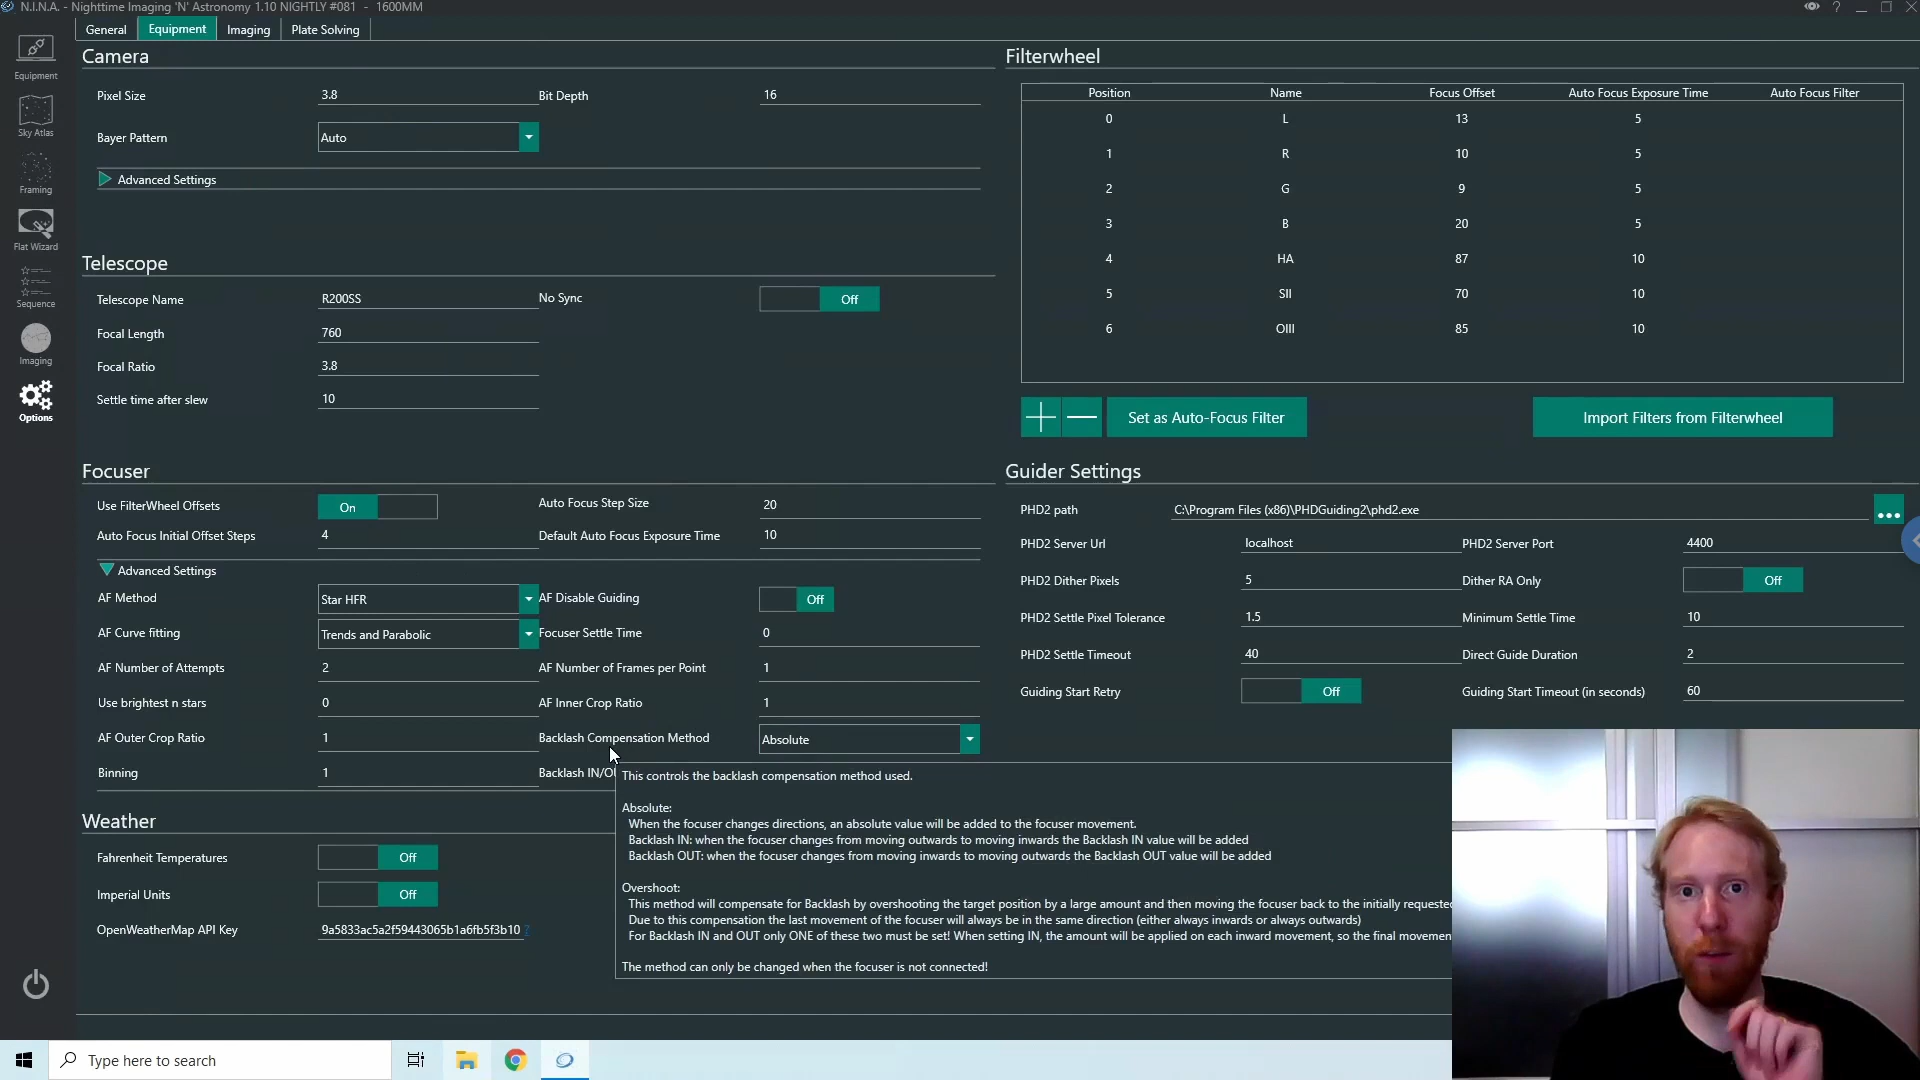 N.I.N.A. - Nighttime Imaging 'N' Astronomy 1.10 NIGHTLY #081 - 1600MM
?
General Equipment Imaging Plate Solving
Equipment
Sky Atlas
Framing
Flat Wizard
Sequence
Imaging
Options
Camera
Pixel Size 3.8 Bit Depth 16
Bayer Pattern Auto
Advanced Settings
Telescope
Telescope Name R200SS No Sync Off
Focal Length 760
Focal Ratio 3.8
Settle time after slew 10
Focuser
Use FilterWheel Offsets On Auto Focus Step Size 20
Auto Focus Initial Offset Steps 4 Default Auto Focus Exposure Time 10
Advanced Settings
AF Method Star HFR AF Disable Guiding Off
AF Curve fitting Trends and Parabolic Focuser Settle Time 0
AF Number of Attempts 2 AF Number of Frames per Point 1
Use brightest n stars 0 AF Inner Crop Ratio 1
AF Outer Crop Ratio 1 Backlash Compensation Method Absolute
Binning 1 Backlash IN/OU
This controls the backlash compensation method used.
Absolute:
When the focuser changes directions, an absolute value will be added to the focuser movement.
Backlash IN: when the focuser changes from moving outwards to moving inwards the Backlash IN value will be added
Backlash OUT: when the focuser changes from moving inwards to moving outwards the Backlash OUT value will be added
Overshoot:
This method will compensate for Backlash by overshooting the target position by a large amount and then moving the focuser back to the initially requeste
Due to this compensation the last movement of the focuser will always be in the same direction (either always inwards or always outwards)
For Backlash IN and OUT only ONE of these two must be set! When setting IN, the amount will be applied on each inward movement, so the final movemen
The method can only be changed when the focuser is not connected!
Weather
Fahrenheit Temperatures Off
Imperial Units Off
OpenWeatherMap API Key 9a5833ac5a2f59443065b1a6fb5f3b10 ?
Filterwheel
Position Name Focus Offset Auto Focus Exposure Time Auto Focus Filter
0 L 13 5
1 R 10 5
2 G 9 5
3 B 20 5
4 HA 87 10
5 SII 70 10
6 OIII 85 10
Set as Auto-Focus Filter Import Filters from Filterwheel
Guider Settings
PHD2 path C:\Program Files (x86)\PHDGuiding2\phd2.exe ...
PHD2 Server Url localhost PHD2 Server Port 4400
PHD2 Dither Pixels 5 Dither RA Only Off
PHD2 Settle Pixel Tolerance 1.5 Minimum Settle Time 10
PHD2 Settle Timeout 40 Direct Guide Duration 2
Guiding Start Retry Off Guiding Start Timeout (in seconds) 60
Type here to search